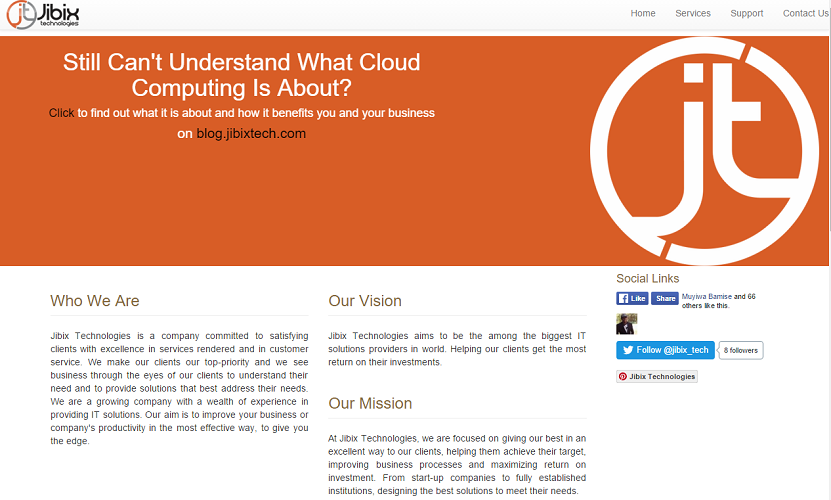 jt Jibix
technologies
Home Services Support Contact Us
Still Can't Understand What Cloud
Computing Is About?
Click to find out what it is about and how it benefits you and your business
on blog.jibixtech.com
jt
Who We Are
Jibix Technologies is a company committed to satisfying
clients with excellence in services rendered and in customer
service. We make our clients our top-priority and we see
business through the eyes of our clients to understand their
need and to provide solutions that best address their needs.
We are a growing company with a wealth of experience in
providing IT solutions. Our aim is to improve your business or
company's productivity in the most effective way, to give you
the edge.
Our Vision
Jibix Technologies aims to be the among the biggest IT
solutions providers in world. Helping our clients get the most
return on their investments.
Our Mission
At Jibix Technologies, we are focused on giving our best in an
excellent way to our clients, helping them achieve their target,
improving business processes and maximizing return on
investment. From start-up companies to fully established
institutions, designing the best solutions to meet their needs.
Social Links
f Like Share Muyiwa Bamise and 66
others like this.
Follow @jibix_tech 8 followers
Jibix Technologies